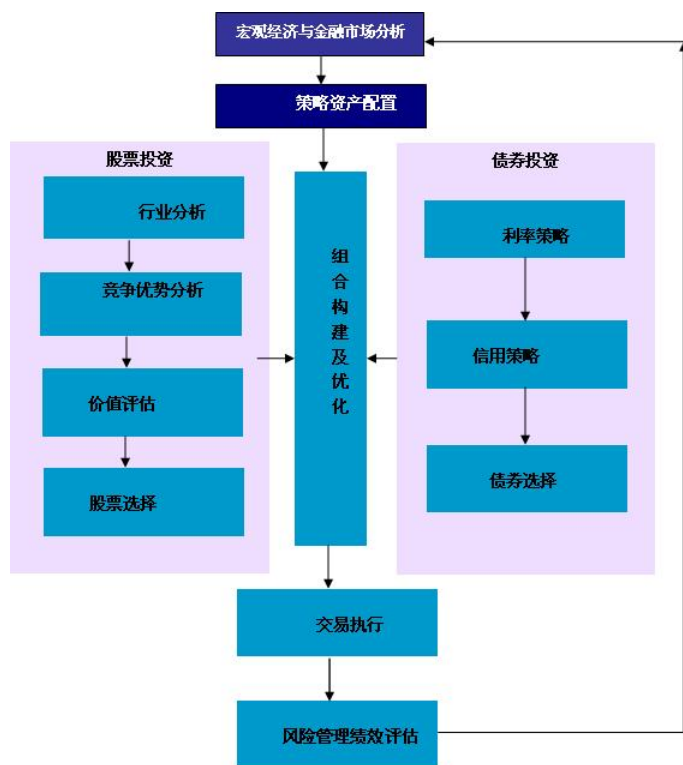 宏观经济与金融市场分析
策略资产配置
股票投资
行业分析
竞争优势分析
价值评估
股票选择
组合构建及优化
债券投资
利率策略
信用策略
债券选择
交易执行
风险管理绩效评估